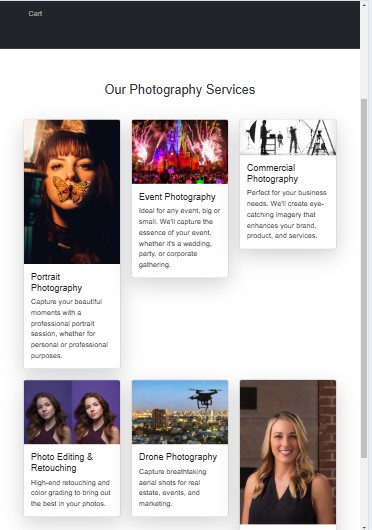 Cart
Our Photography Services
Portrait
Photography
Capture your beautiful
moments with a
professional portrait
session, whether for
personal or professional
purposes.
Event Photography
Ideal for any event, big or
small. We'll capture the
essence of your event,
whether it's a wedding,
party, or corporate
gathering.
Commercial
Photography
Perfect for your business
needs. We'll create eye-
catching imagery that
enhances your brand,
product, and services.
Photo Editing &
Retouching
High-end retouching and
color grading to bring out
the best in your photos.
Drone Photography
Capture breathtaking
aerial shots for real
estate, events, and
marketing.